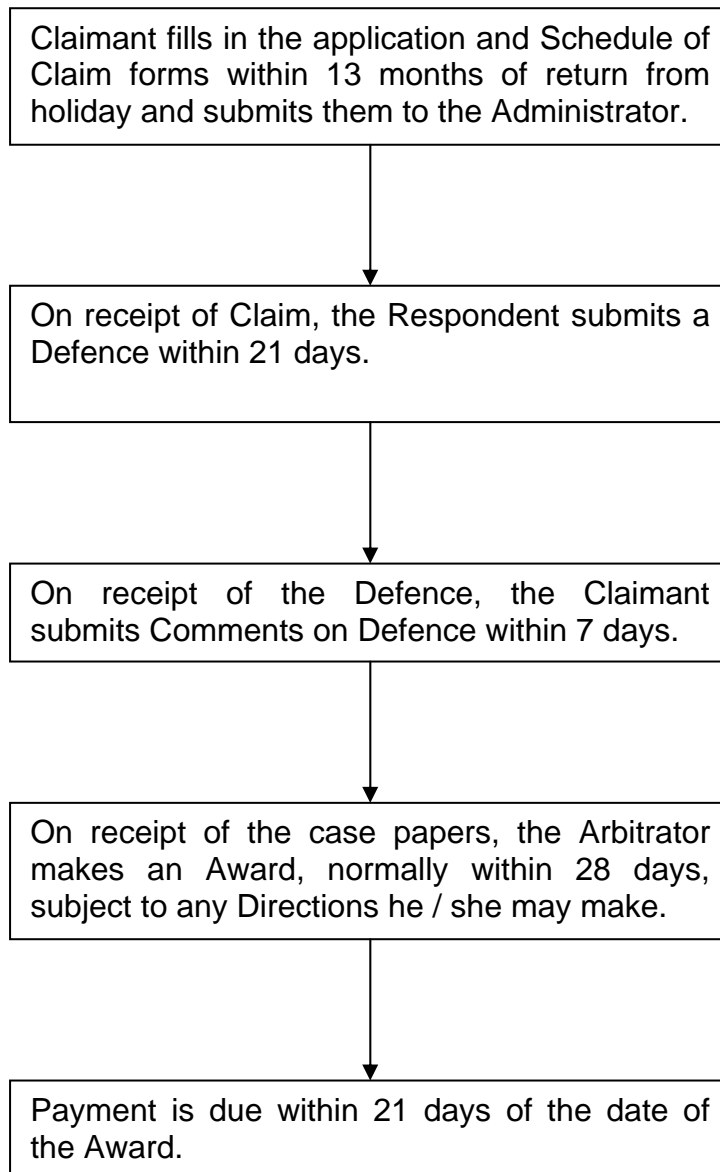 Claimant fills in the application and Schedule of
Claim forms within 13 months of return from
holiday and submits them to the Administrator.
On receipt of Claim, the Respondent submits a
Defence within 21 days.
On receipt of the Defence, the Claimant
submits Comments on Defence within 7 days.
On receipt of the case papers, the Arbitrator
makes an Award, normally within 28 days,
subject to any Directions he / she may make.
Payment is due within 21 days of the date of
the Award.